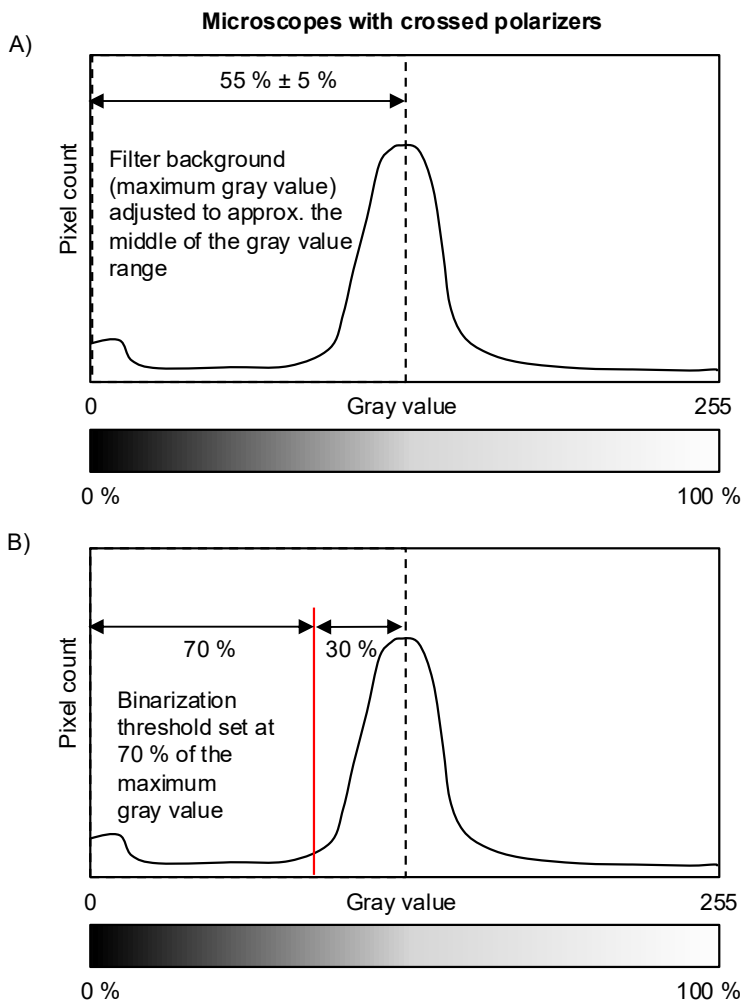 Microscopes with crossed polarizers
A)
55 % ± 5 %
Filter background
(maximum gray value)
adjusted to approx. the
middle of the gray value
range
Pixel count
0
Gray value
255
0 %
100 %
B)
70 %
30 %
Binarization
threshold set at
70 % of the
maximum
gray value
Pixel count
0
Gray value
255
0 %
100 %